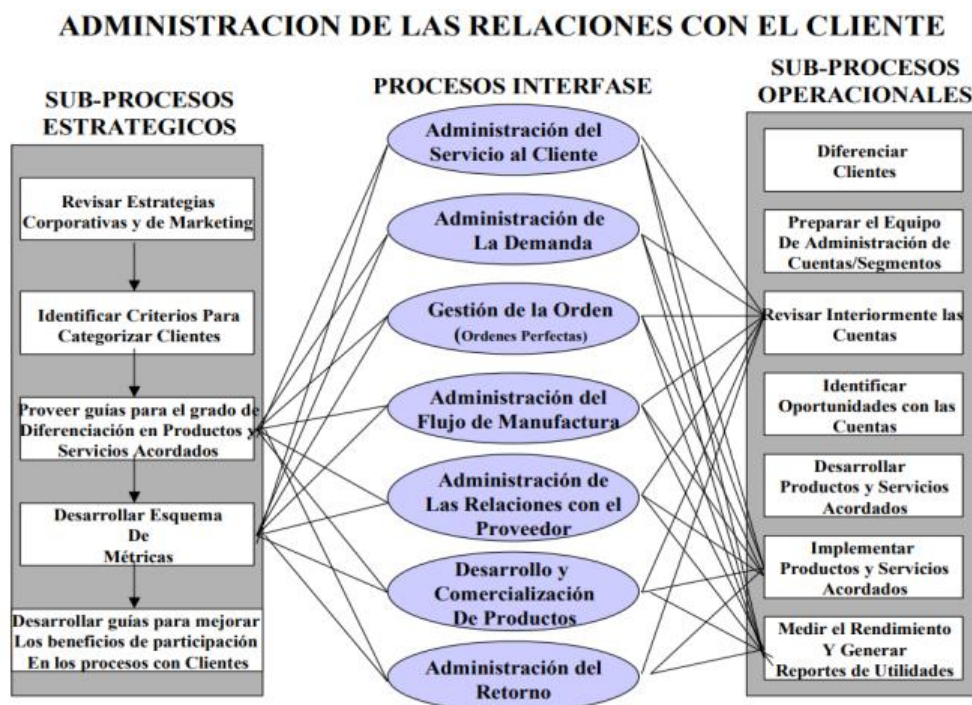 ADMINISTRACION DE LAS RELACIONES CON EL CLIENTE
SUB-PROCESOS
ESTRATEGICOS
Revisar Estrategias
Corporativas y de Marketing
Identificar Criterios Para
Categorizar Clientes
Proveer guías para el grado de
Diferenciación en Productos y
Servicios Acordados
Desarrollar Esquema
De
Métricas
Desarrollar guías para mejorar
Los beneficios de participación
En los procesos con Clientes
PROCESOS INTERFASE
Administración del
Servicio al Cliente
Administración de
La Demanda
Gestión de la Orden
(Ordenes Perfectas)
Administración del
Flujo de Manufactura
Administración de
Las Relaciones con el
Proveedor
Desarrollo y
Comercialización
De Productos
Administración del
Retorno
SUB-PROCESOS
OPERACIONALES
Diferenciar
Clientes
Preparar el Equipo
De Administración de
Cuentas/Segmentos
Revisar Interiormente las
Cuentas
Identificar
Oportunidades con las
Cuentas
Desarrollar
Productos y Servicios
Acordados
Implementar
Productos y Servicios
Acordados
Medir el Rendimiento
Y Generar
Reportes de Utilidades